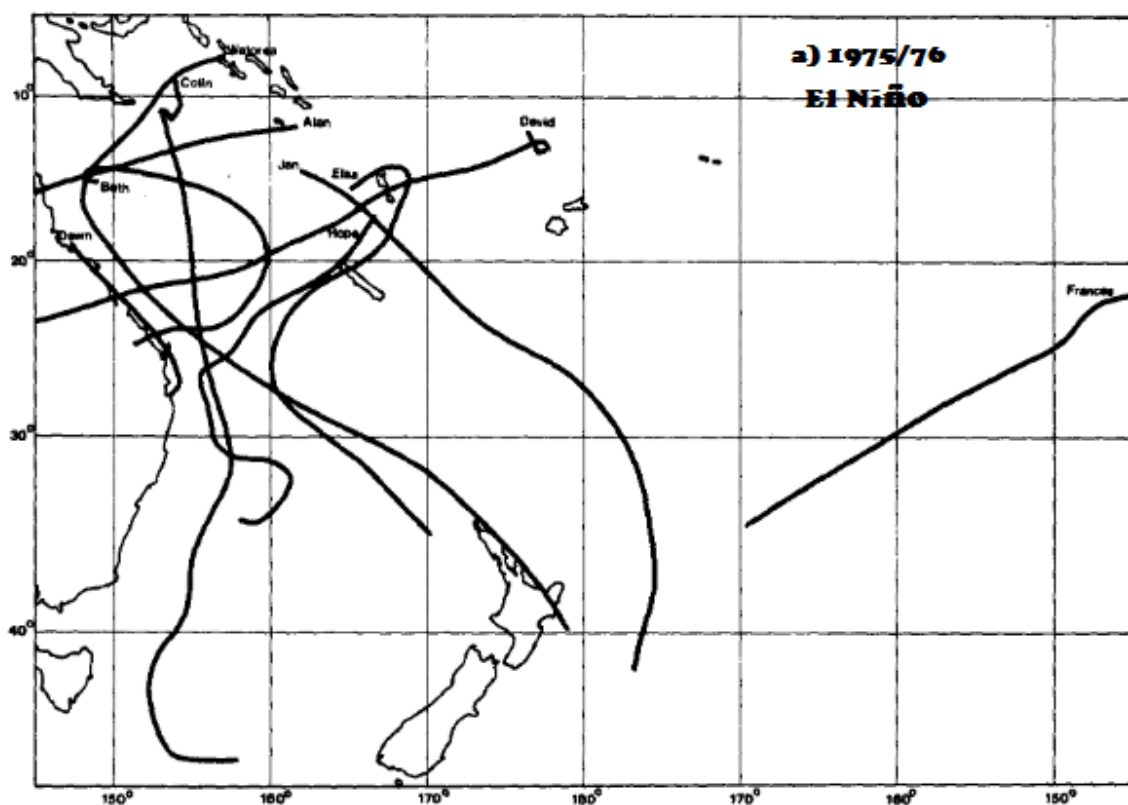 a) 1975/76
El Niño
Watorea
Colin
10°
Alan
David
Jan
Elsa
Beth
Hope
Dawn
20°
Frances
30°
40°
150°
160°
170°
180°
170°
160°
150°